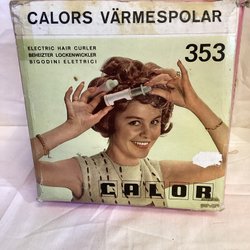 CALORS VÄRMESPOLAR
ELECTRIC HAIR CURLER
BEHEIZTER LOCKENWICKLER
BIGODINI ELETTRICI
353
CALOR